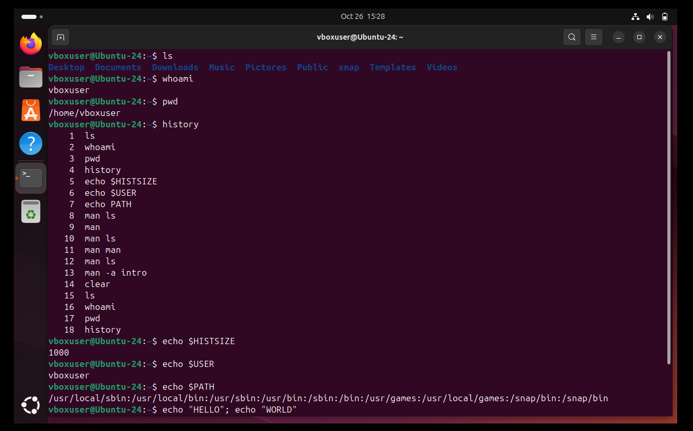 Oct 26 15:28
vboxuser@Ubuntu-24: ~
vboxuser@Ubuntu-24:~$ ls
Desktop Documents Downloads Music Pictures Public snap Templates Videos
vboxuser@Ubuntu-24:~$ whoami
vboxuser
vboxuser@Ubuntu-24:~$ pwd
/home/vboxuser
vboxuser@Ubuntu-24:~$ history
1 ls
2 whoami
3 pwd
4 history
5 echo $HISTSIZE
6 echo $USER
7 echo PATH
8 man ls
9 man
10 man ls
11 man man
12 man ls
13 man -a intro
14 clear
15 ls
16 whoami
17 pwd
18 history
vboxuser@Ubuntu-24:~$ echo $HISTSIZE
1000
vboxuser@Ubuntu-24:~$ echo $USER
vboxuser
vboxuser@Ubuntu-24:~$ echo $PATH
/usr/local/sbin:/usr/local/bin:/usr/sbin:/usr/bin:/sbin:/bin:/usr/games:/usr/local/games:/snap/bin:/snap/bin
vboxuser@Ubuntu-24:~$ echo "HELLO"; echo "WORLD"